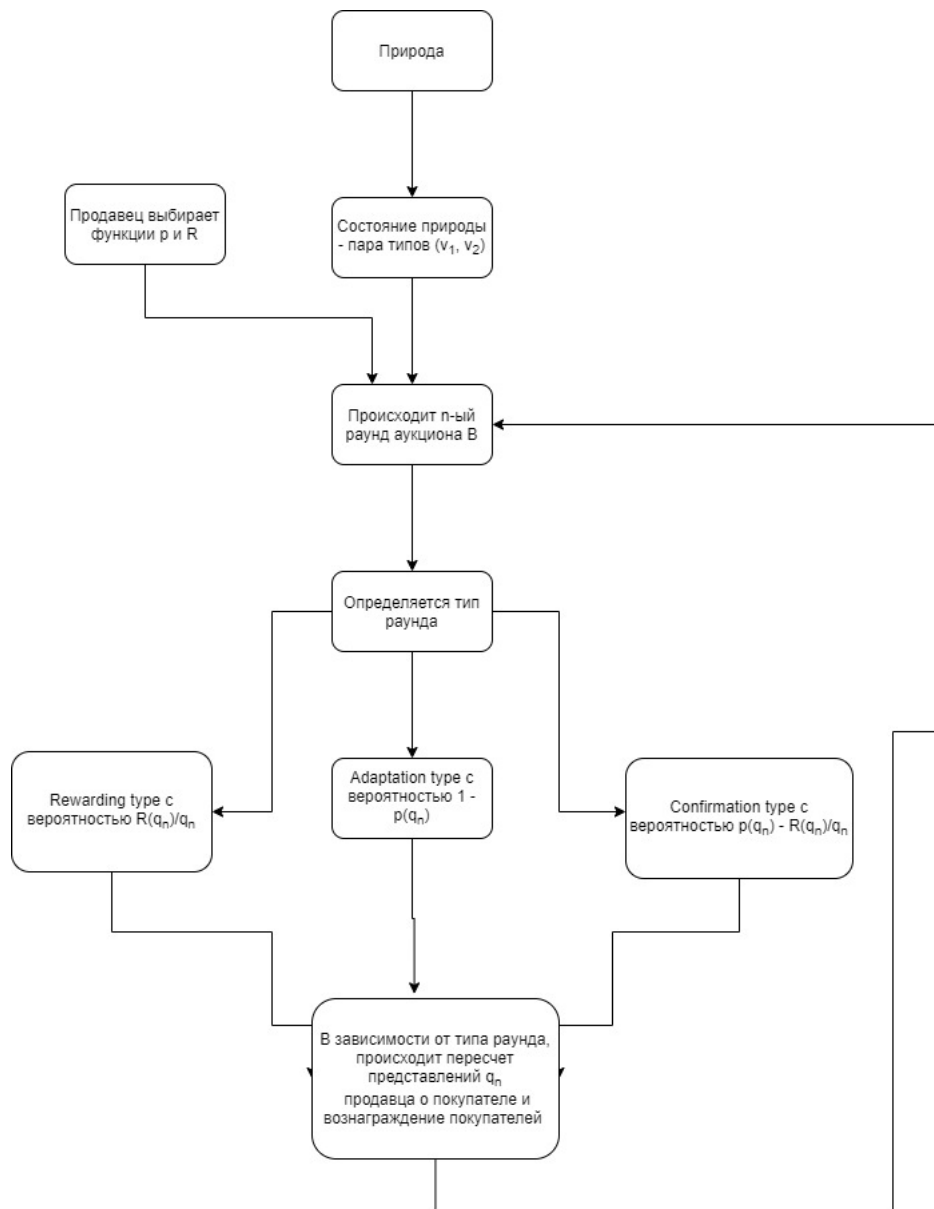 Природа
Продавец выбирает
функции p и R
Состояние природы
- пара типов (v₁, v₂)
Происходит n-ый
раунд аукциона B
Определяется тип
раунда
Rewarding type с
вероятностью R(qₙ)/qₙ
Adaptation type с
вероятностью 1 -
p(qₙ)
Confirmation type с
вероятностью p(qₙ) - R(qₙ)/qₙ
В зависимости от типа раунда,
происходит пересчет
представлений qₙ
продавца о покупателе и
вознаграждение покупателей